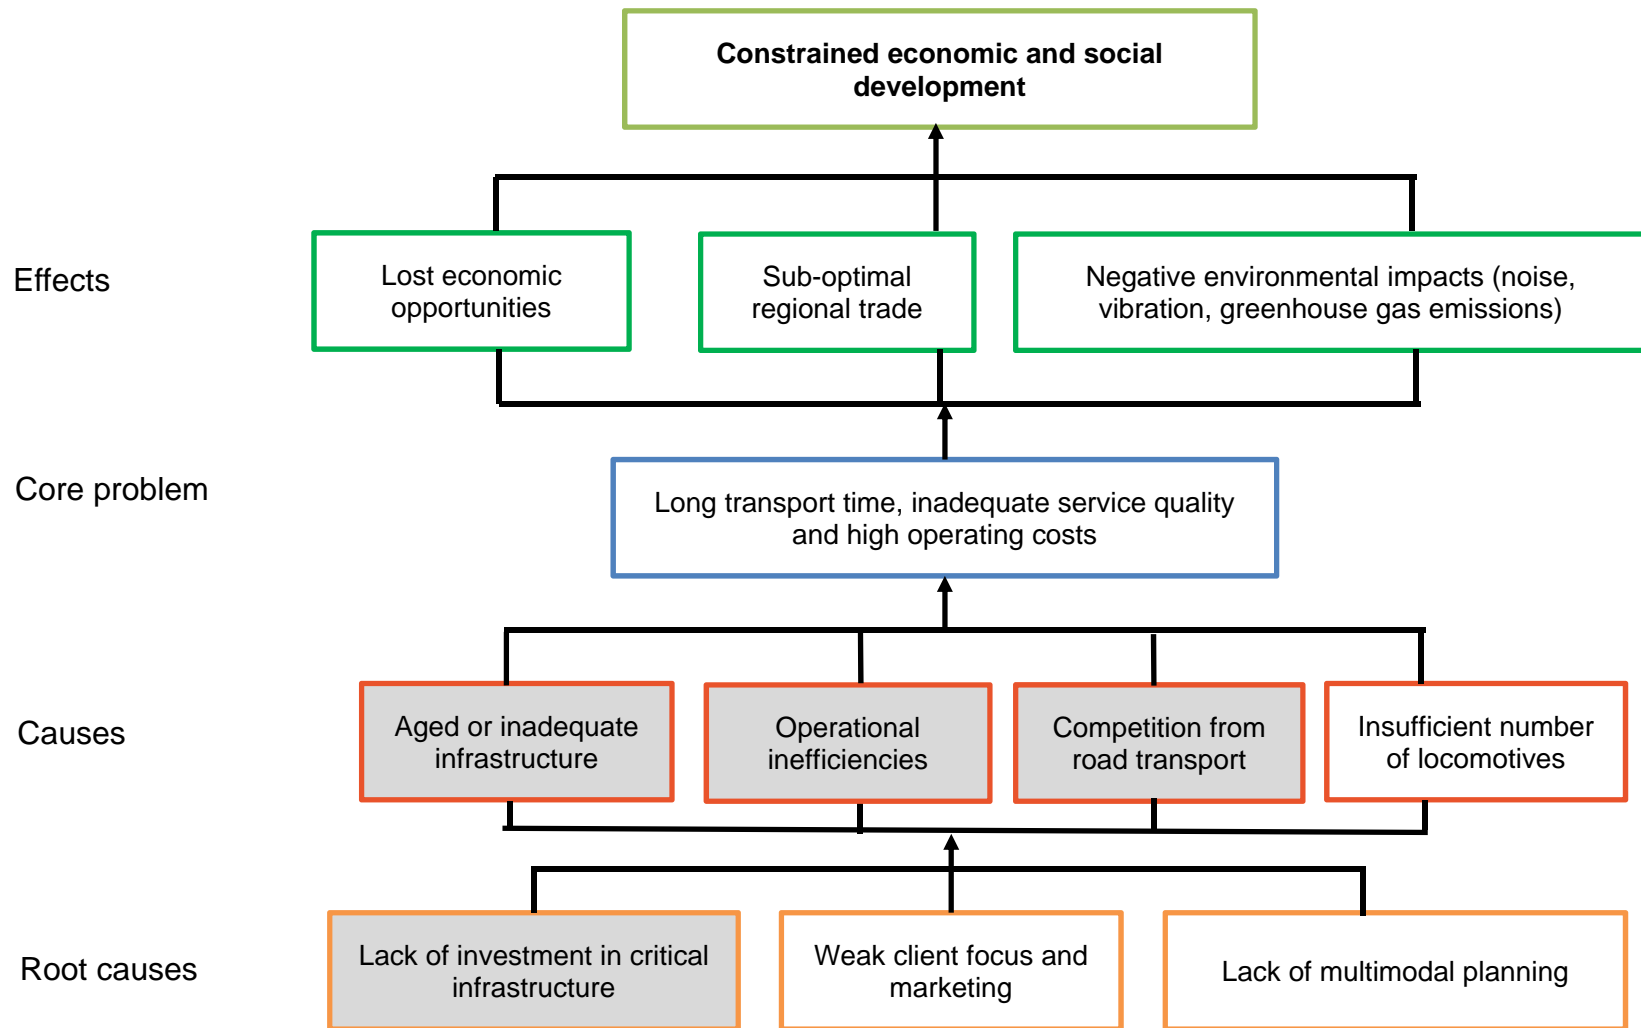 Constrained economic and social
development
Effects
Lost economic
opportunities
Sub-optimal
regional trade
Negative environmental impacts (noise,
vibration, greenhouse gas emissions)
Core problem
Long transport time, inadequate service quality
and high operating costs
Causes
Aged or inadequate
infrastructure
Operational
inefficiencies
Competition from
road transport
Insufficient number
of locomotives
Root causes
Lack of investment in critical
infrastructure
Weak client focus and
marketing
Lack of multimodal planning